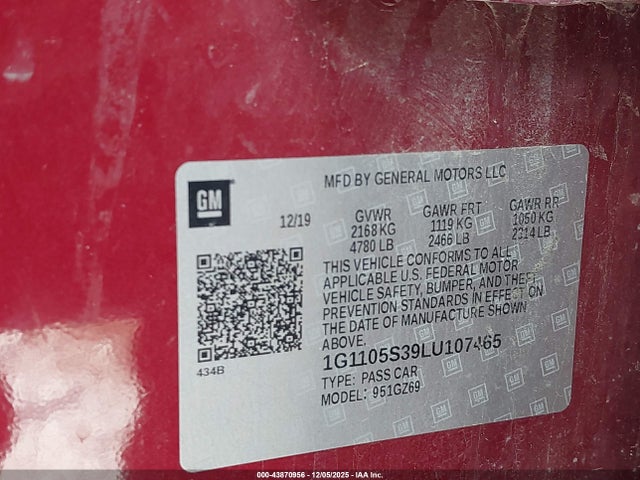 MFD BY GENERAL MOTORS LLC
GM
12/19
GVWR GAWR FRT GAWR RR
2168 KG 1119 KG 1050 KG
4780 LB 2466 LB 2314 LB
THIS VEHICLE CONFORMS TO ALL
APPLICABLE U.S. FEDERAL MOTOR
VEHICLE SAFETY, BUMPER, AND THEFT
PREVENTION STANDARDS IN EFFECT ON
THE DATE OF MANUFACTURE SHOWN
ABOVE.
1G1105S39LU107465
434B
TYPE: PASS CAR
MODEL: 951GZ69
000-43870956 - 12/05/2025 - IAA Inc.